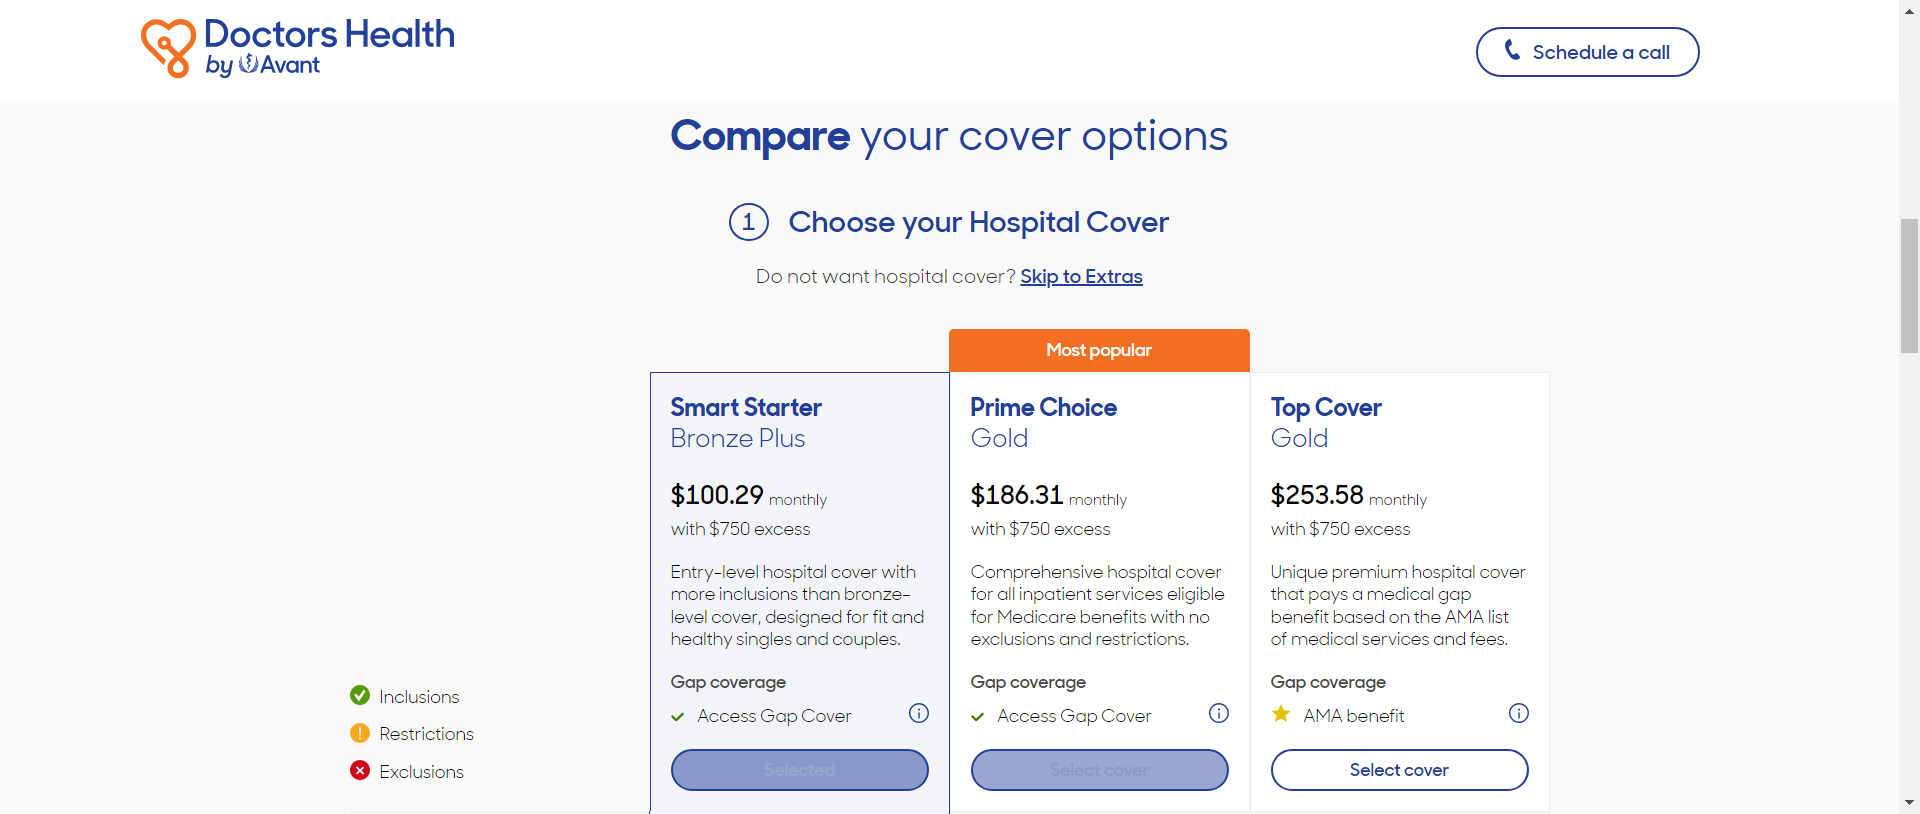 Doctors Health
by Avant
Schedule a call
Compare your cover options
1 Choose your Hospital Cover
Do not want hospital cover? Skip to Extras
Most popular
Smart Starter
Bronze Plus
$100.29 monthly
with $750 excess
Entry-level hospital cover with
more inclusions than bronze-
level cover, designed for fit and
healthy singles and couples.
Gap coverage
Access Gap Cover
Selected
Prime Choice
Gold
$186.31 monthly
with $750 excess
Comprehensive hospital cover
for all inpatient services eligible
for Medicare benefits with no
exclusions and restrictions.
Gap coverage
Access Gap Cover
Select cover
Top Cover
Gold
$253.58 monthly
with $750 excess
Unique premium hospital cover
that pays a medical gap
benefit based on the AMA list
of medical services and fees.
Gap coverage
AMA benefit
Select cover
Inclusions
Restrictions
Exclusions